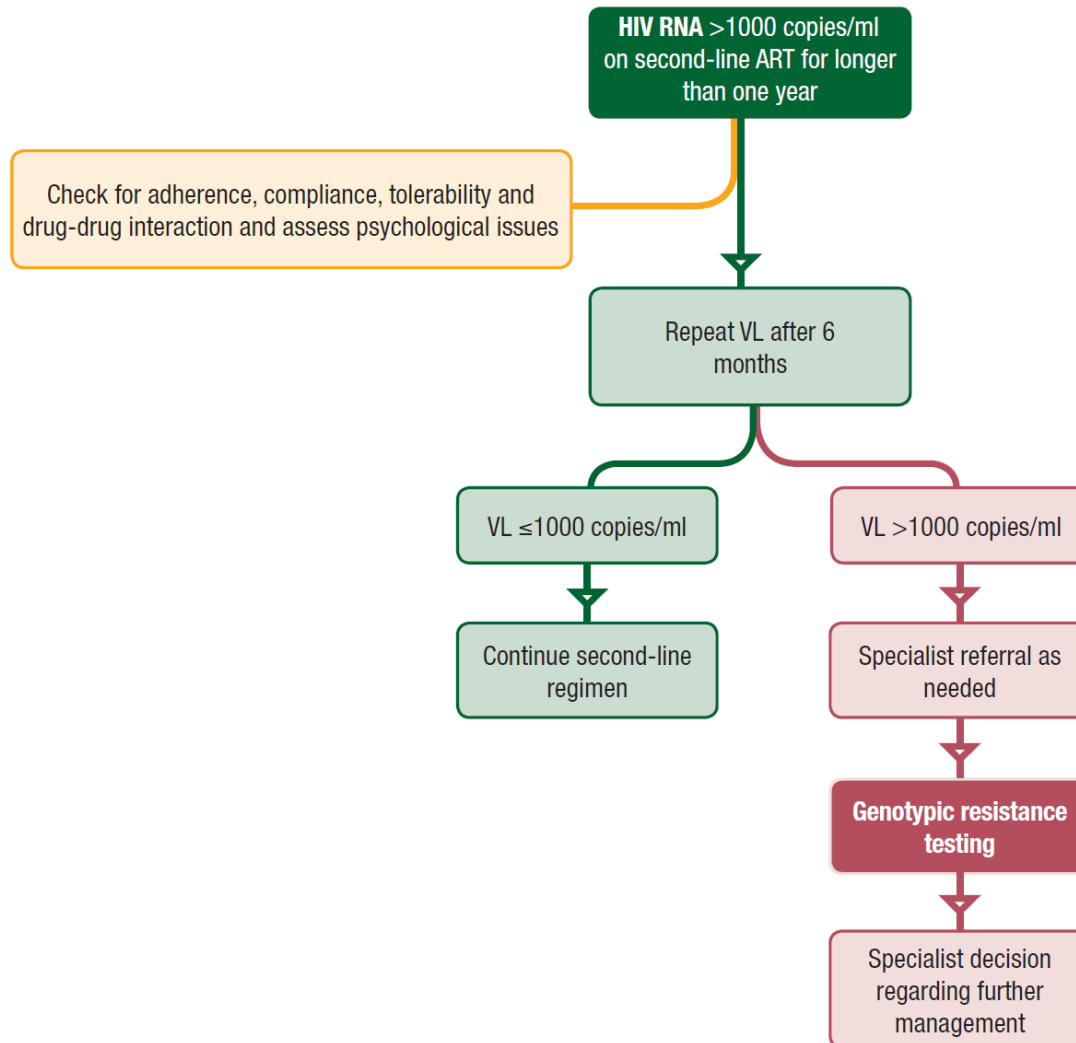 HIV RNA >1000 copies/ml
on second-line ART for longer
than one year
Check for adherence, compliance, tolerability and
drug-drug interaction and assess psychological issues
Repeat VL after 6
months
VL ≤1000 copies/ml
VL >1000 copies/ml
Continue second-line
regimen
Specialist referral as
needed
Genotypic resistance
testing
Specialist decision
regarding further
management